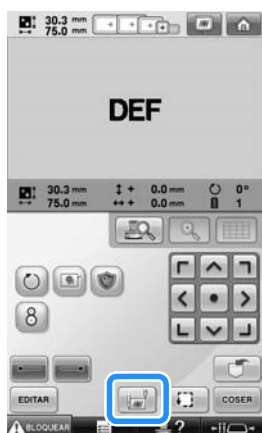 30.3 mm
75.0 mm
DEF
30.3 mm + 0.0 mm 0°
75.0 mm + 0.0 mm 1
8
EDITAR COSER
BLOQUEAR ?